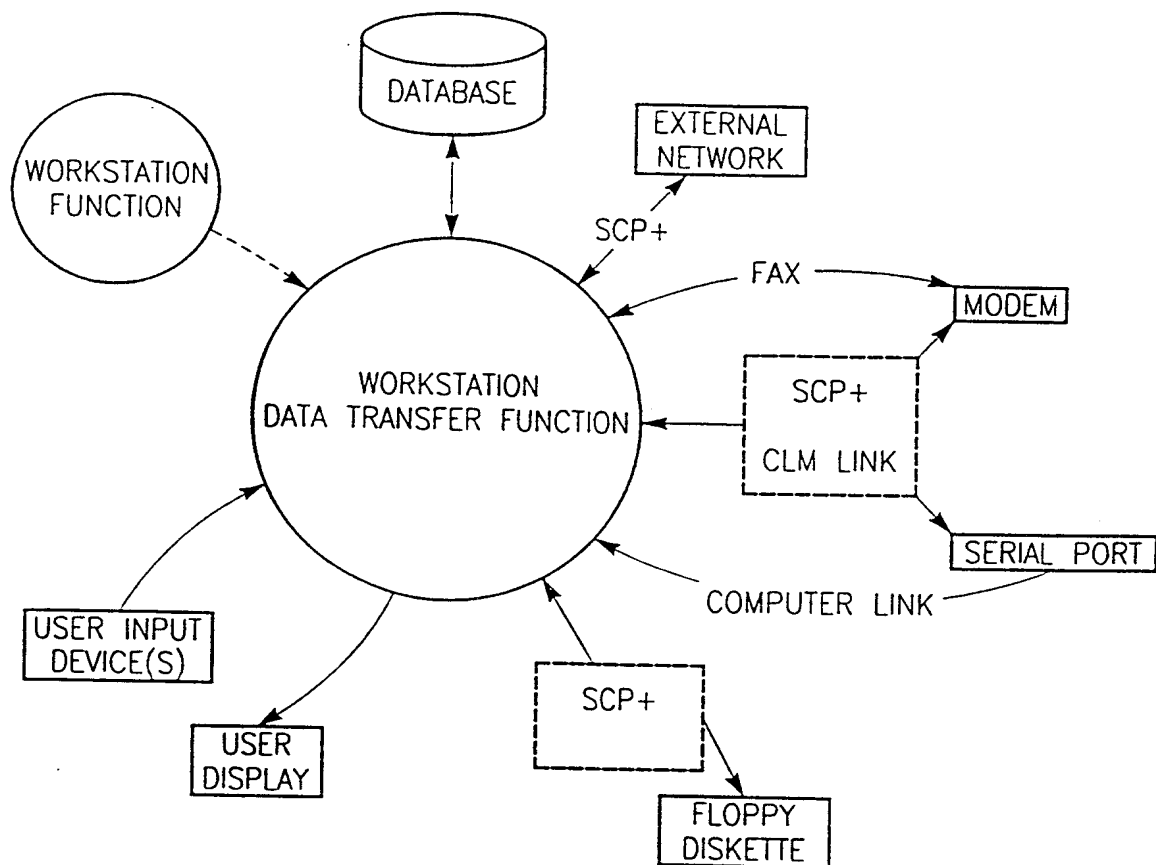 DATABASE
EXTERNAL
NETWORK
WORKSTATION
FUNCTION
SCP+
FAX
MODEM
WORKSTATION
DATA TRANSFER FUNCTION
SCP+
CLM LINK
SERIAL PORT
COMPUTER LINK
USER INPUT
DEVICE(S)
SCP+
USER
DISPLAY
FLOPPY
DISKETTE